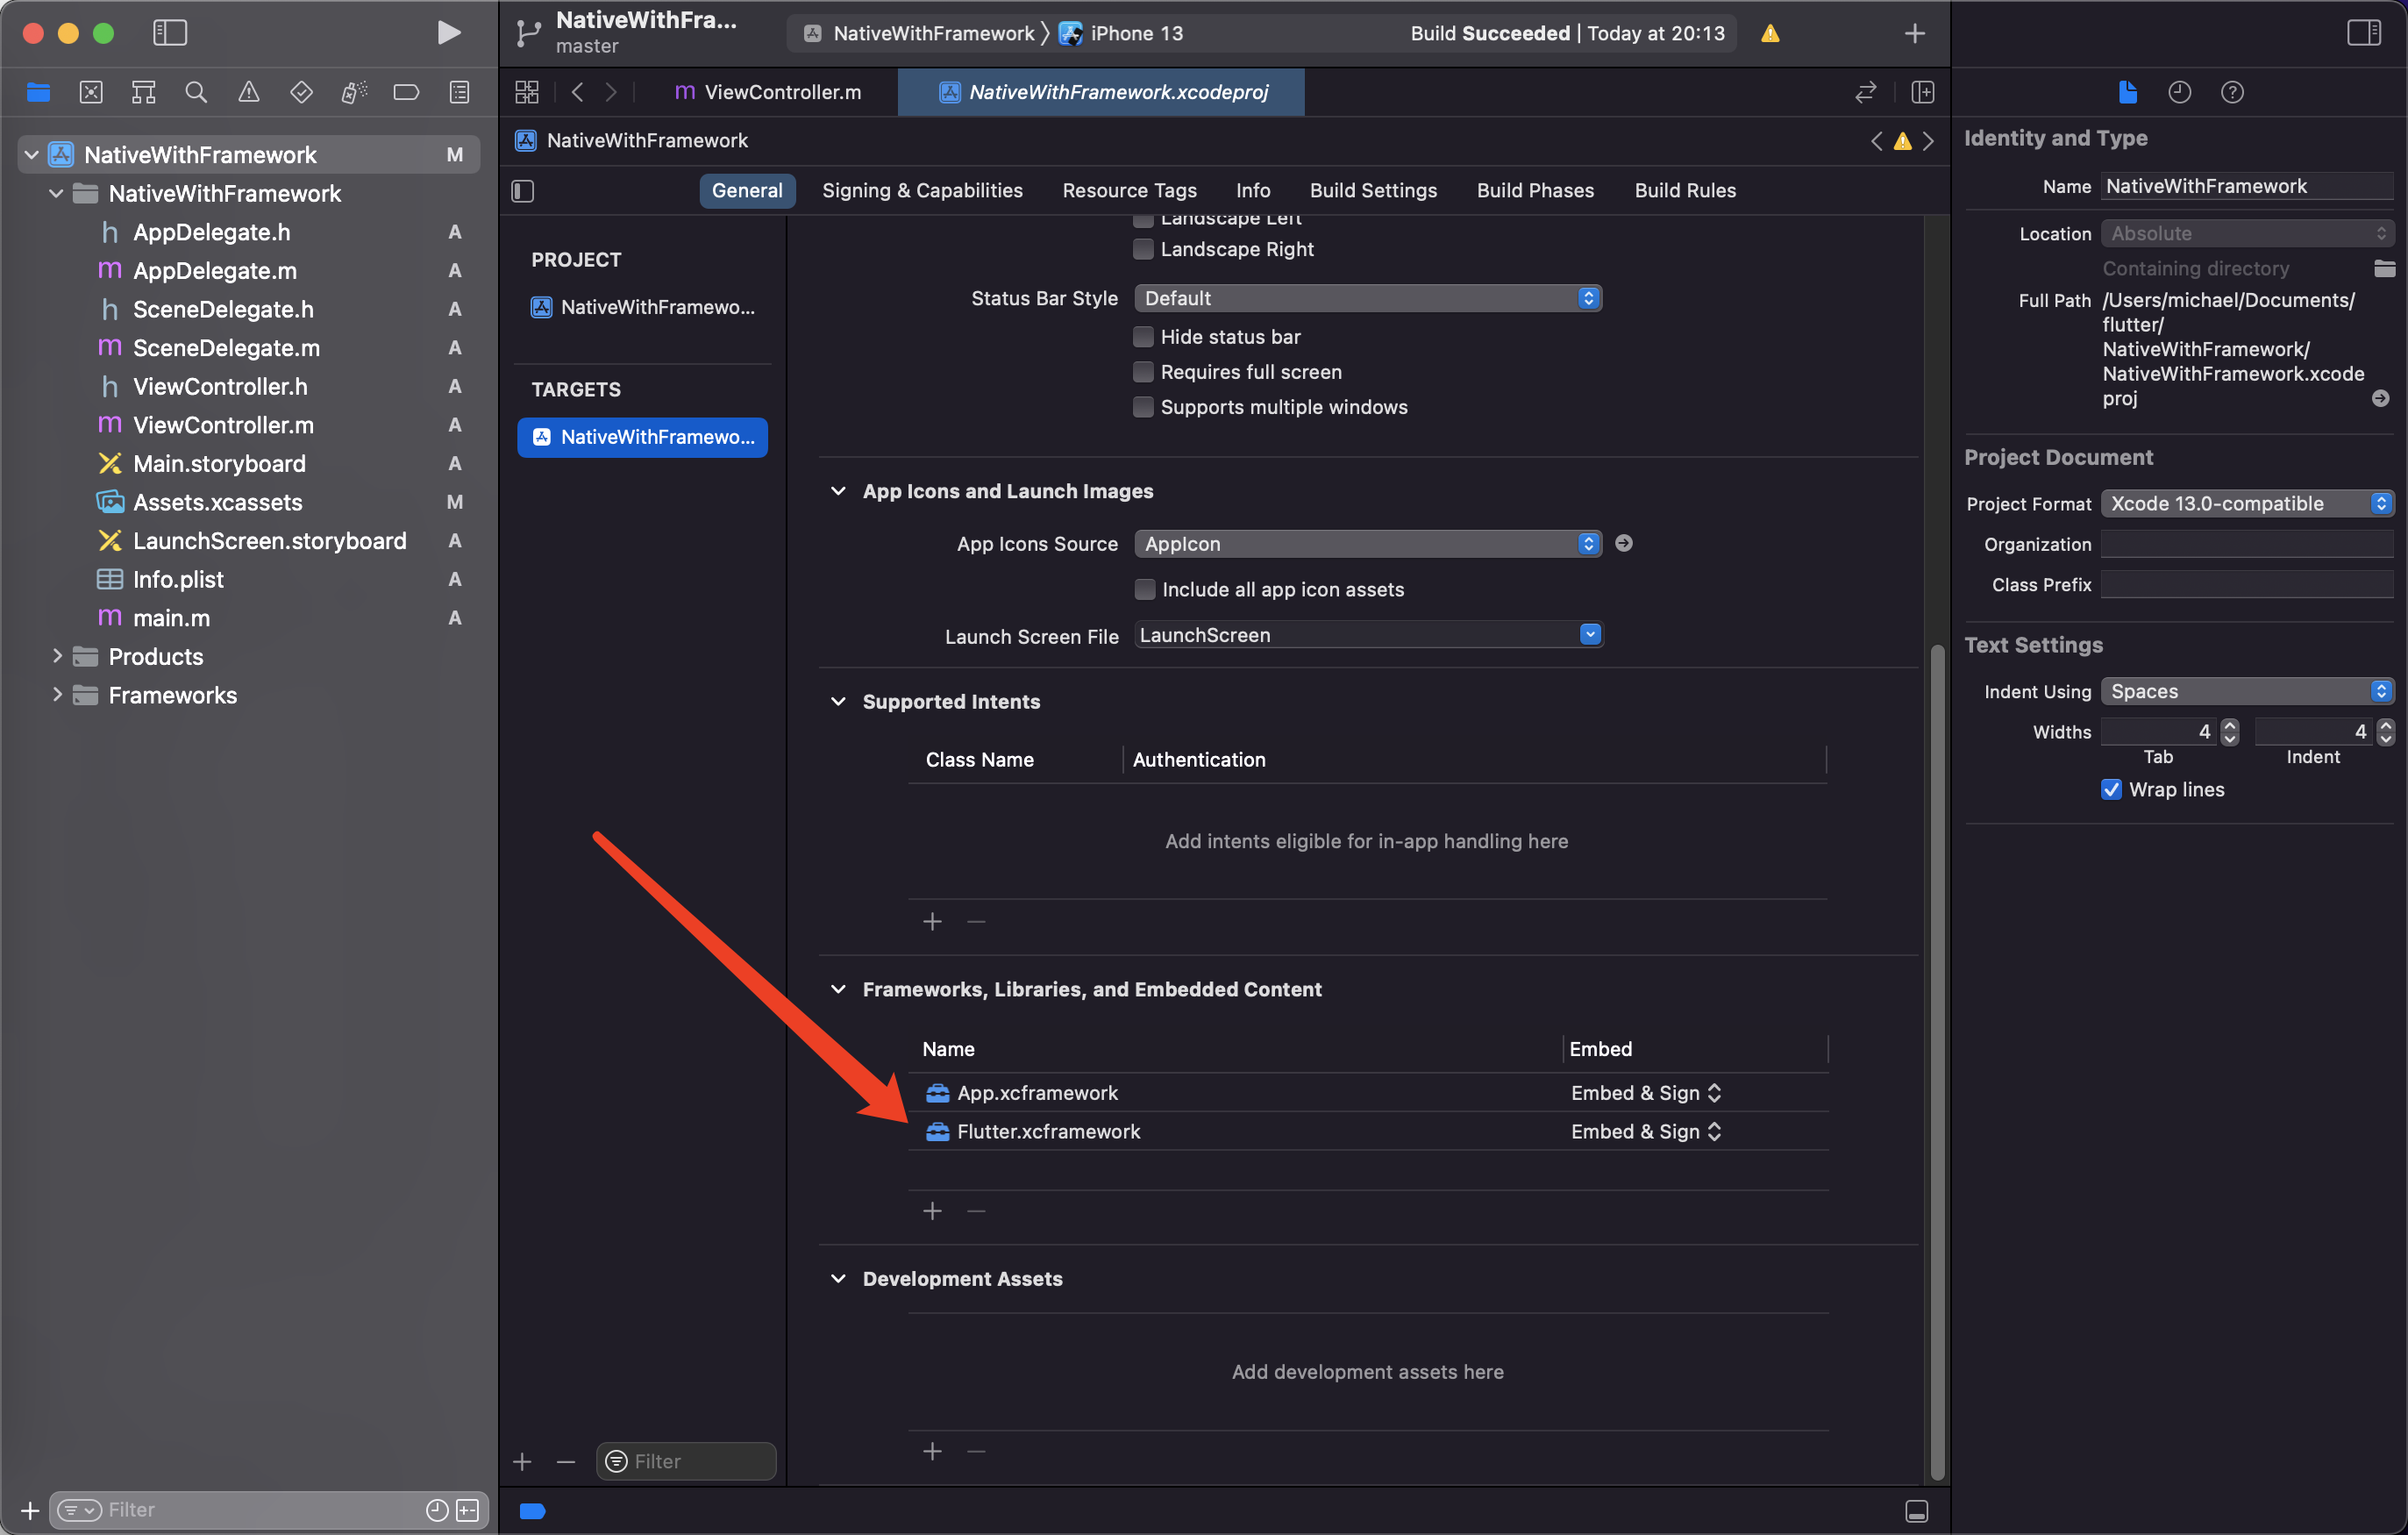 NativeWithFra...
master
NativeWithFramework
iPhone 13
Build Succeeded | Today at 20:13
ViewController.m
NativeWithFramework.xcodeproj
NativeWithFramework M
NativeWithFramework
AppDelegate.h A
AppDelegate.m A
SceneDelegate.h A
SceneDelegate.m A
ViewController.h A
ViewController.m A
Main.storyboard A
Assets.xcassets M
LaunchScreen.storyboard A
Info.plist A
main.m A
Products
Frameworks
Filter
NativeWithFramework
General Signing & Capabilities Resource Tags Info Build Settings Build Phases Build Rules
PROJECT
NativeWithFramewo...
TARGETS
NativeWithFramewo...
Filter
Landscape Left
Landscape Right
Status Bar Style Default
Hide status bar
Requires full screen
Supports multiple windows
App Icons and Launch Images
App Icons Source AppIcon
Include all app icon assets
Launch Screen File LaunchScreen
Supported Intents
Class Name Authentication
Add intents eligible for in-app handling here
Frameworks, Libraries, and Embedded Content
Name Embed
App.xcframework Embed & Sign
Flutter.xcframework Embed & Sign
Development Assets
Add development assets here
Identity and Type
Name NativeWithFramework
Location Absolute
Containing directory
Full Path /Users/michael/Documents/
flutter/
NativeWithFramework/
NativeWithFramework.xcode
proj
Project Document
Project Format Xcode 13.0-compatible
Organization
Class Prefix
Text Settings
Indent Using Spaces
Widths 4 4
Tab Indent
Wrap lines